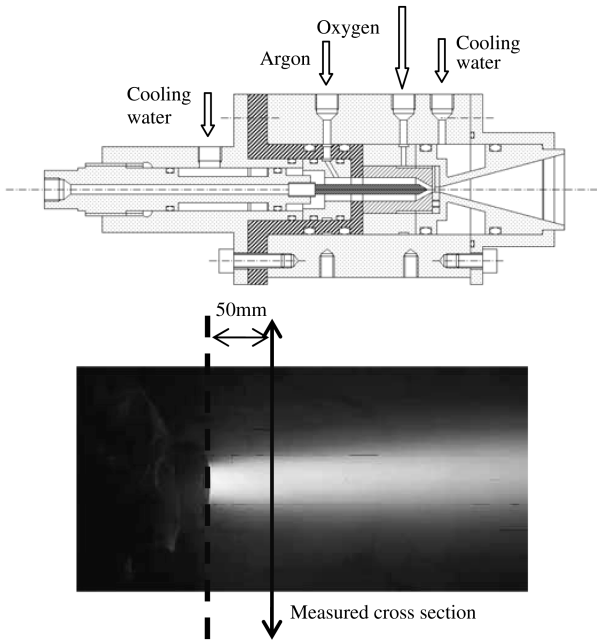 Oxygen
Argon
Cooling
water
Cooling
water
50mm
Measured cross section